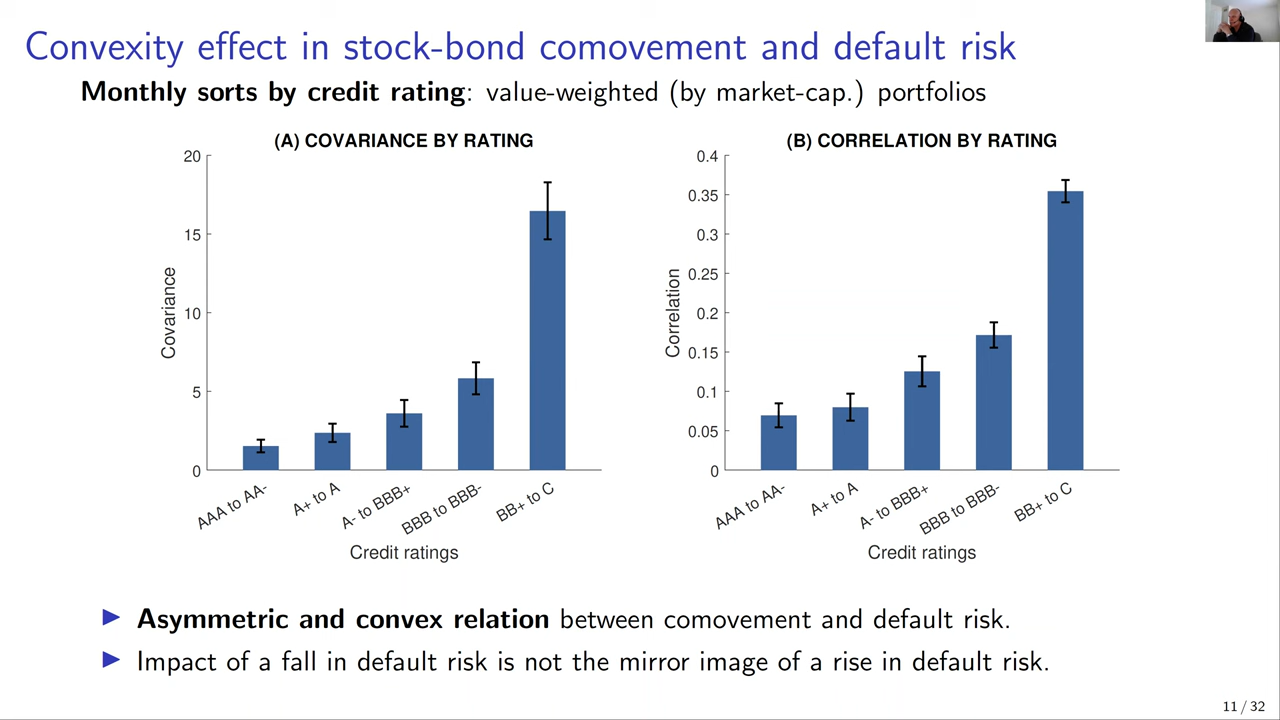 Convexity effect in stock-bond comovement and default risk
Monthly sorts by credit rating: value-weighted (by market-cap.) portfolios
(A) COVARIANCE BY RATING
20
15
10
5
0
Covariance
AAA to AA-
A+ to A
A- to BBB+
BBB to BBB-
BB+ to C
Credit ratings
(B) CORRELATION BY RATING
0.4
0.35
0.3
0.25
0.2
0.15
0.1
0.05
0
Correlation
AAA to AA-
A+ to A
A- to BBB+
BBB to BBB-
BB+ to C
Credit ratings
Asymmetric and convex relation between comovement and default risk.
Impact of a fall in default risk is not the mirror image of a rise in default risk.
11 / 32